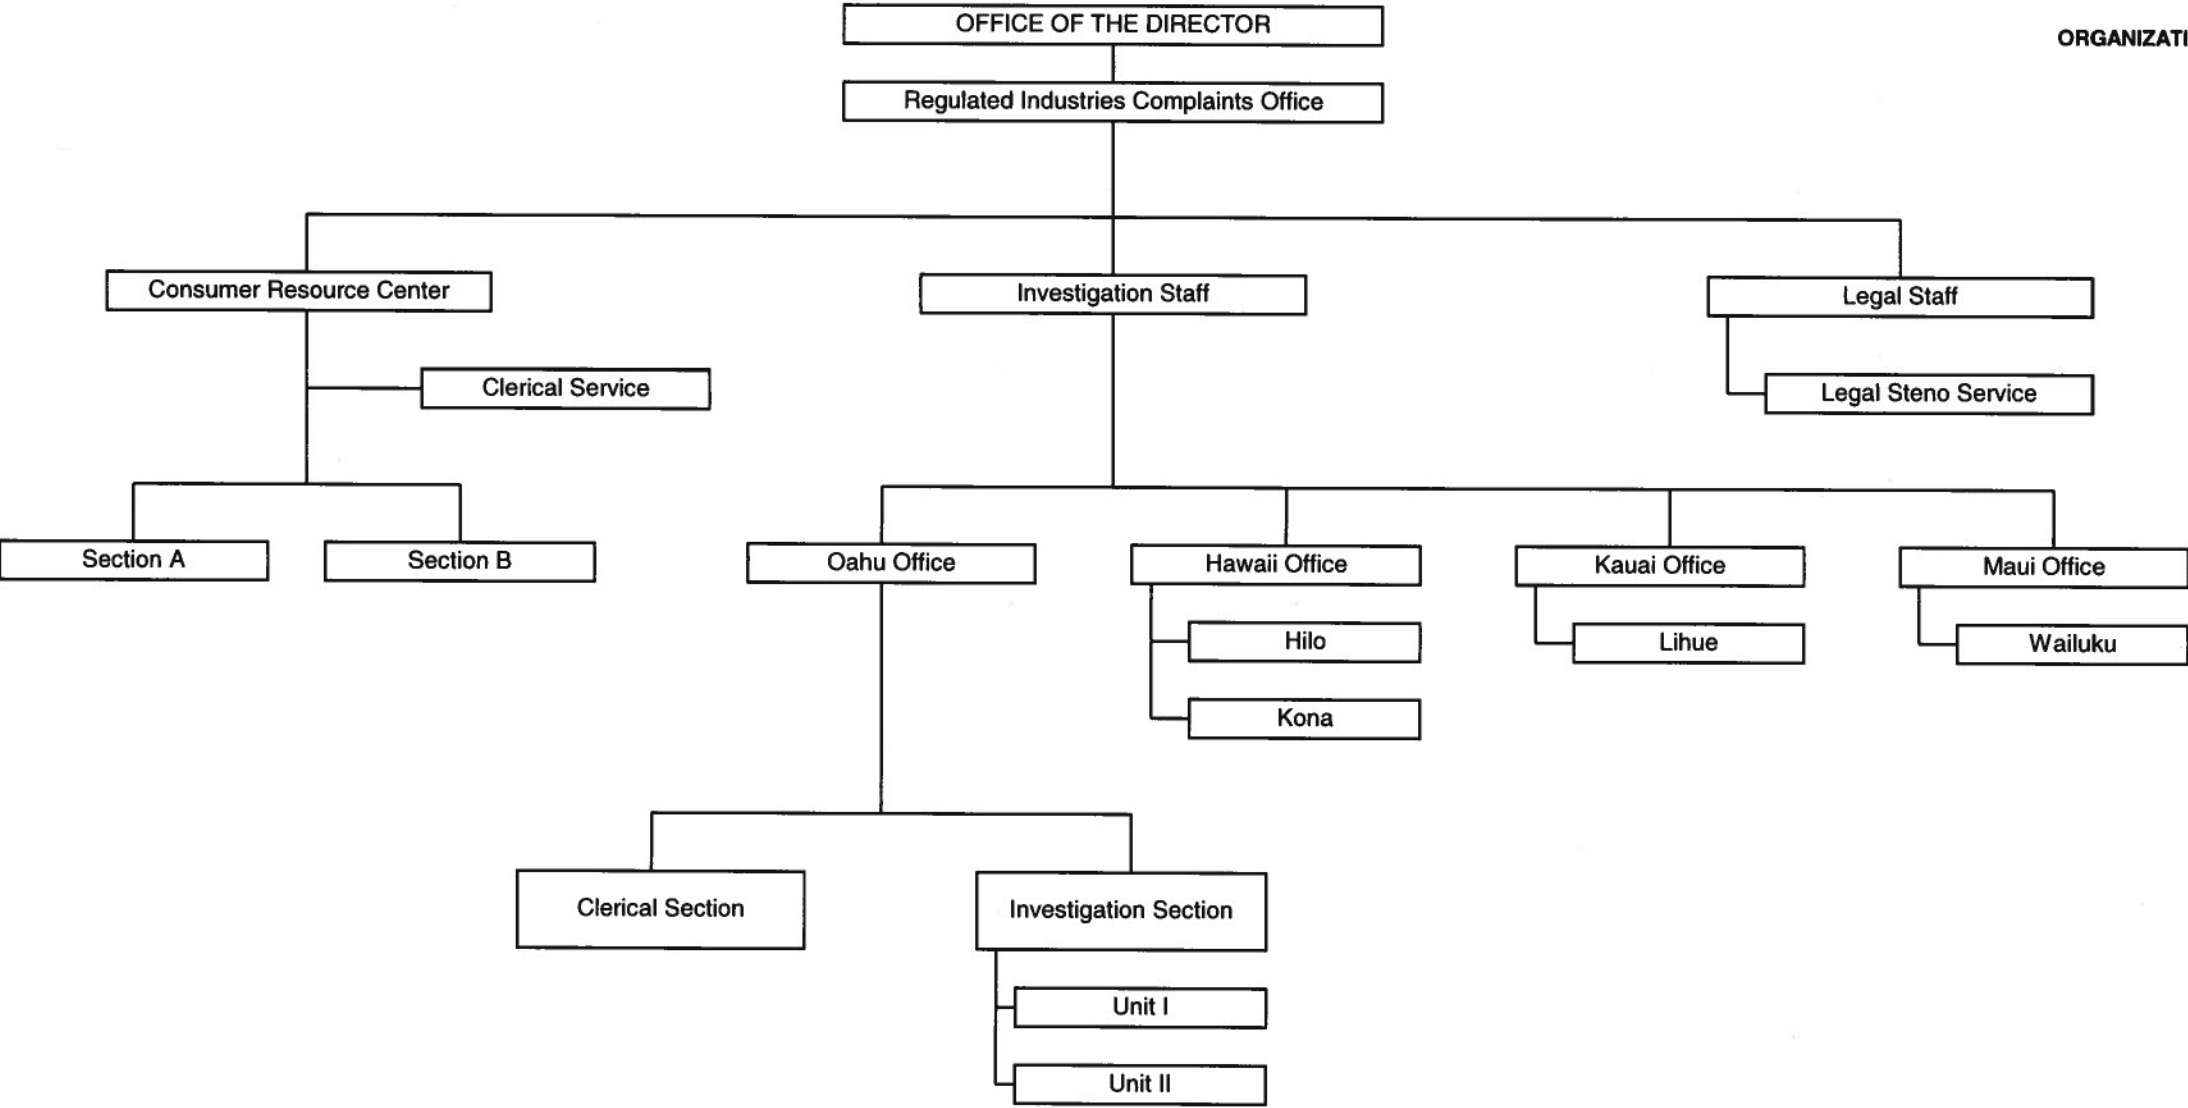 OFFICE OF THE DIRECTOR
ORGANIZATI
Regulated Industries Complaints Office
Consumer Resource Center
Investigation Staff
Legal Staff
Clerical Service
Legal Steno Service
Section A
Section B
Oahu Office
Hawaii Office
Kauai Office
Maui Office
Hilo
Lihue
Wailuku
Kona
Clerical Section
Investigation Section
Unit I
Unit II